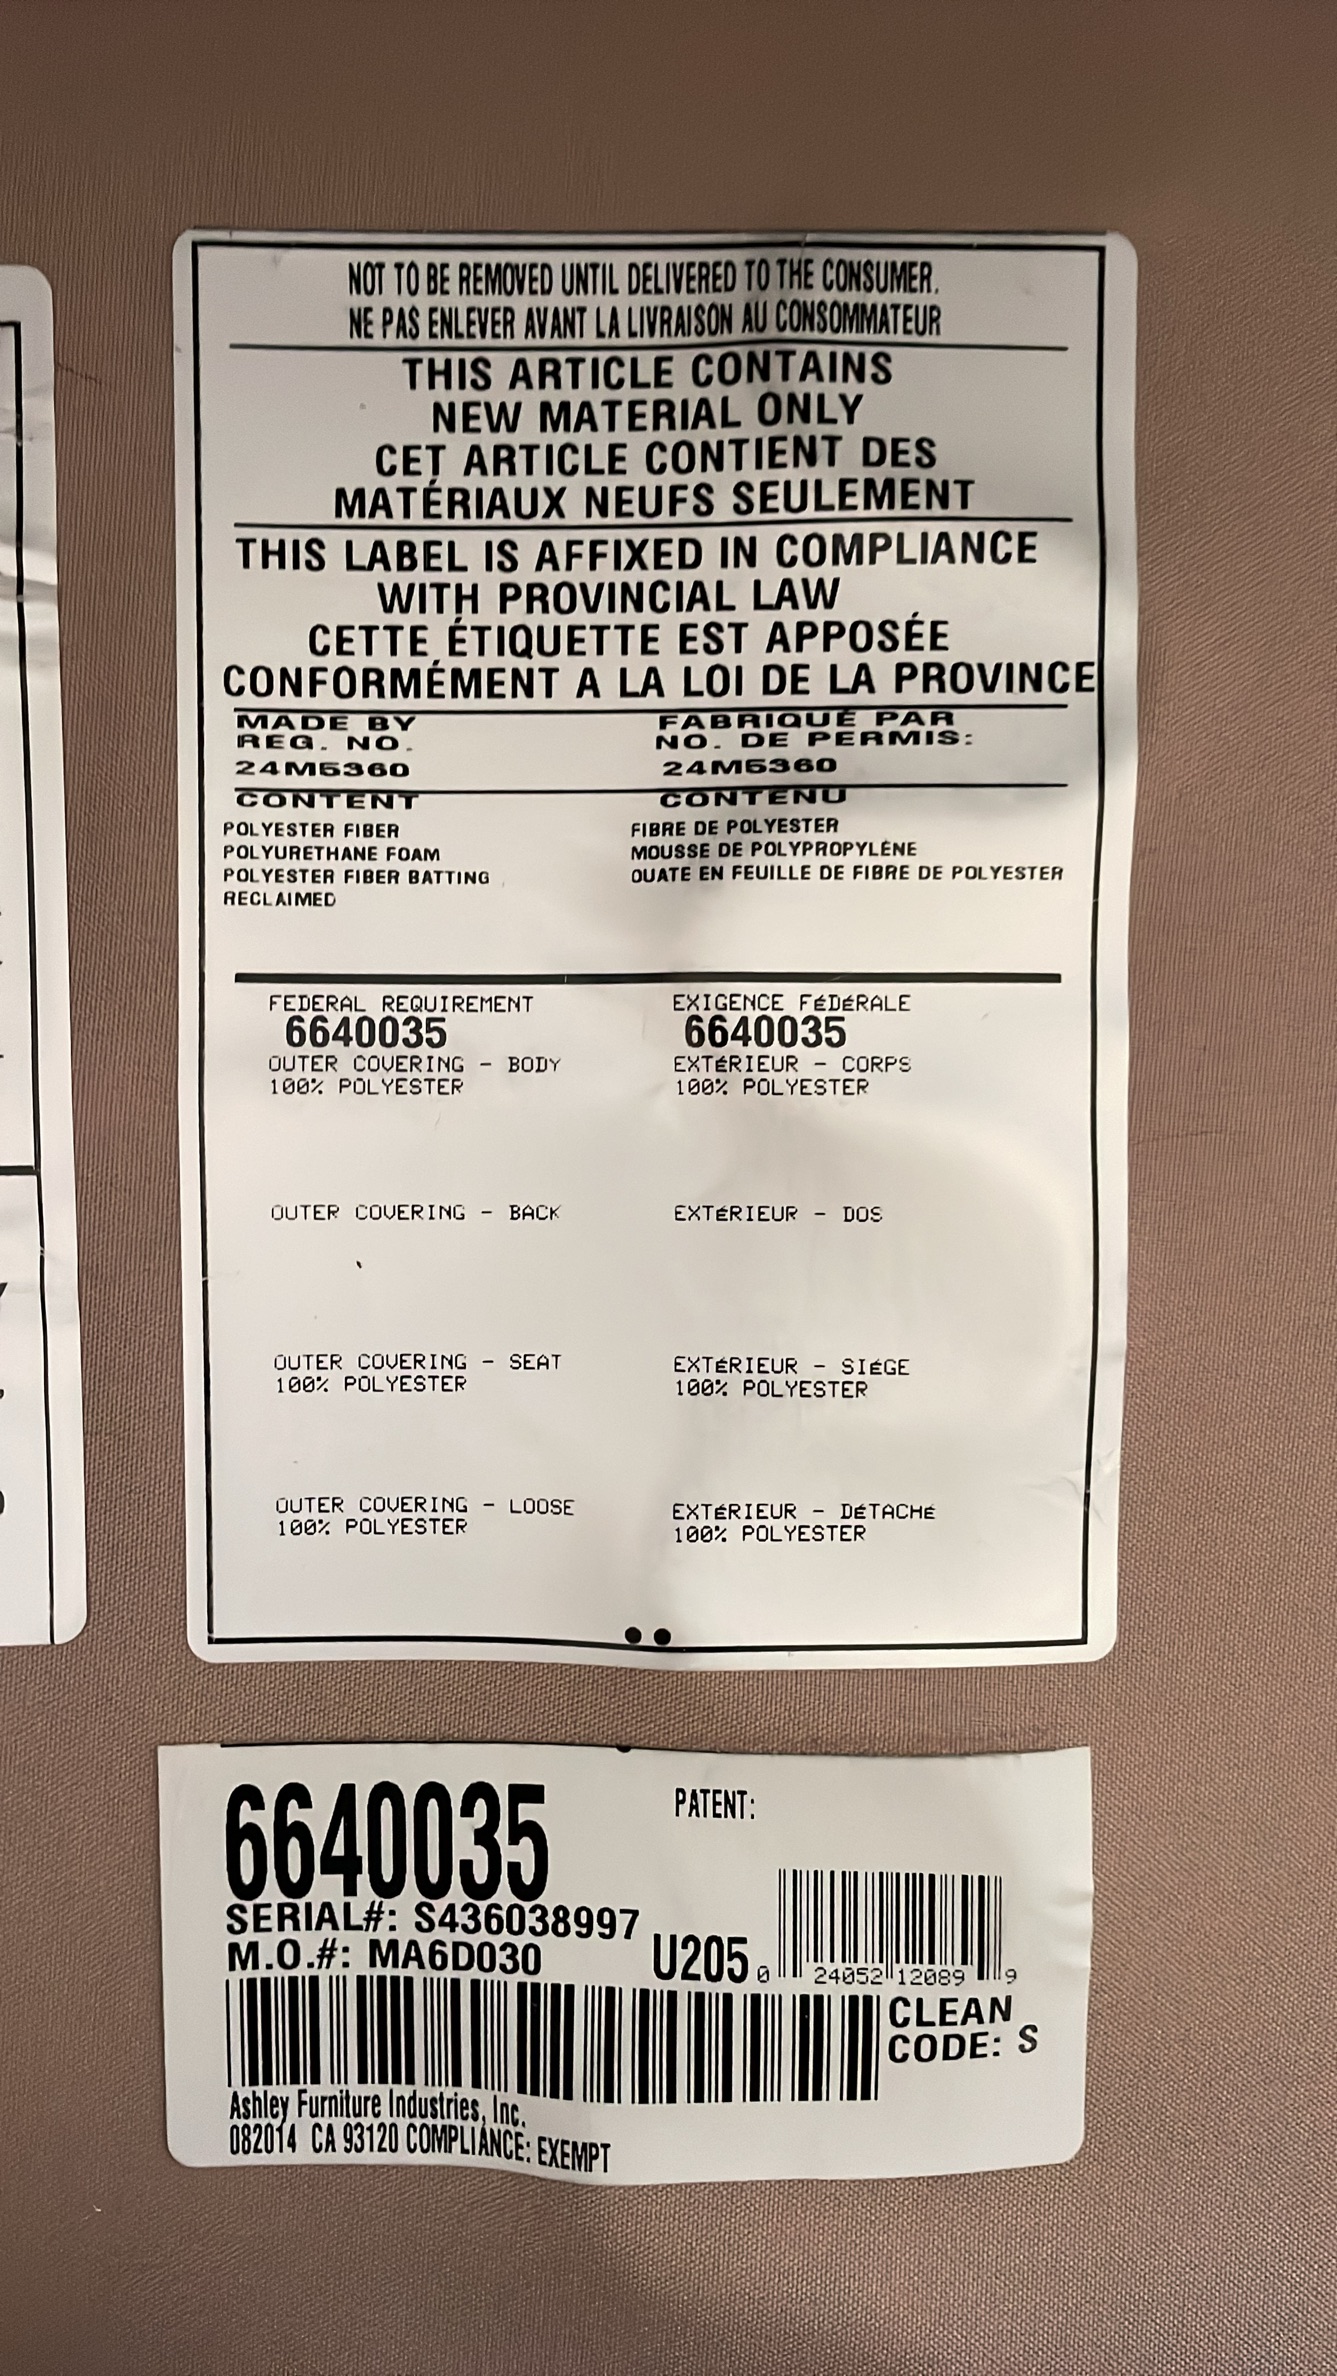 NOT TO BE REMOVED UNTIL DELIVERED TO THE CONSUMER.
NE PAS ENLEVER AVANT LA LIVRAISON AU CONSOMMATEUR
THIS ARTICLE CONTAINS
NEW MATERIAL ONLY
CET ARTICLE CONTIENT DES
MATÉRIAUX NEUFS SEULEMENT
THIS LABEL IS AFFIXED IN COMPLIANCE
WITH PROVINCIAL LAW
CETTE ÉTIQUETTE EST APPOSÉE
CONFORMÉMENT A LA LOI DE LA PROVINCE
MADE BY
REG. NO.
24M5360
FABRIQUÉ PAR
NO. DE PERMIS:
24M5360
CONTENT
POLYESTER FIBER
POLYURETHANE FOAM
POLYESTER FIBER BATTING
RECLAIMED
CONTENU
FIBRE DE POLYESTER
MOUSSE DE POLYPROPYLÈNE
OUATE EN FEUILLE DE FIBRE DE POLYESTER
FEDERAL REQUIREMENT
6640035
OUTER COVERING - BODY
100% POLYESTER
EXIGENCE FÉDÉRALE
6640035
EXTÉRIEUR - CORPS
100% POLYESTER
OUTER COVERING - BACK
EXTÉRIEUR - DOS
OUTER COVERING - SEAT
100% POLYESTER
EXTÉRIEUR - SIÉGE
100% POLYESTER
OUTER COVERING - LOOSE
100% POLYESTER
EXTÉRIEUR - DÉTACHÉ
100% POLYESTER
6640035
PATENT:
SERIAL#: S436038997
M.O.#: MA6D030
U205
0 24052 12089 9
CLEAN
CODE: S
Ashley Furniture Industries, Inc.
082014 CA 93120 COMPLIANCE: EXEMPT